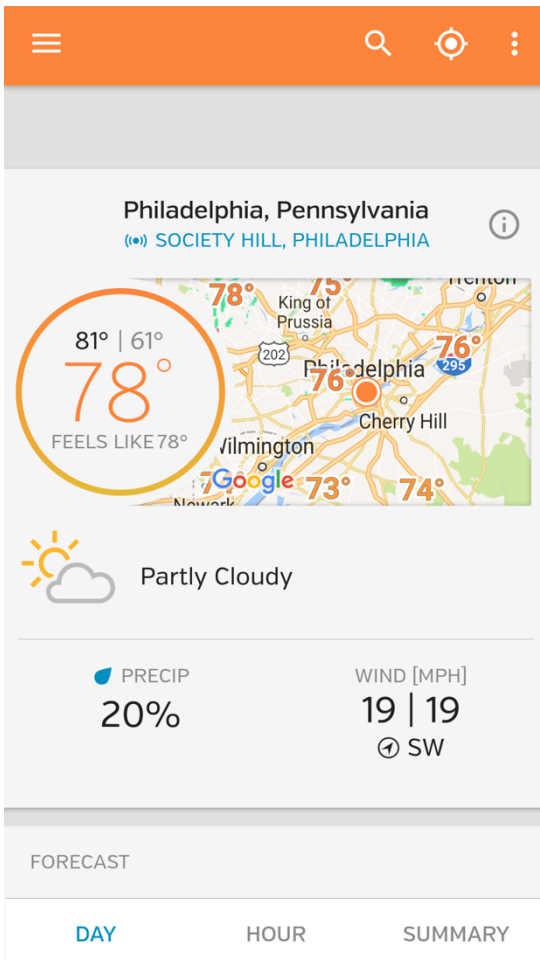 Philadelphia, Pennsylvania
SOCIETY HILL, PHILADELPHIA
81° | 61°
78°
FEELS LIKE 78°
78°
75°
King of
Prussia
Trenton
202
Philadelphia
76°
76°
295
Cherry Hill
Wilmington
Google
73°
74°
Newark
Partly Cloudy
PRECIP
20%
WIND [MPH]
19 | 19
SW
FORECAST
DAY
HOUR
SUMMARY